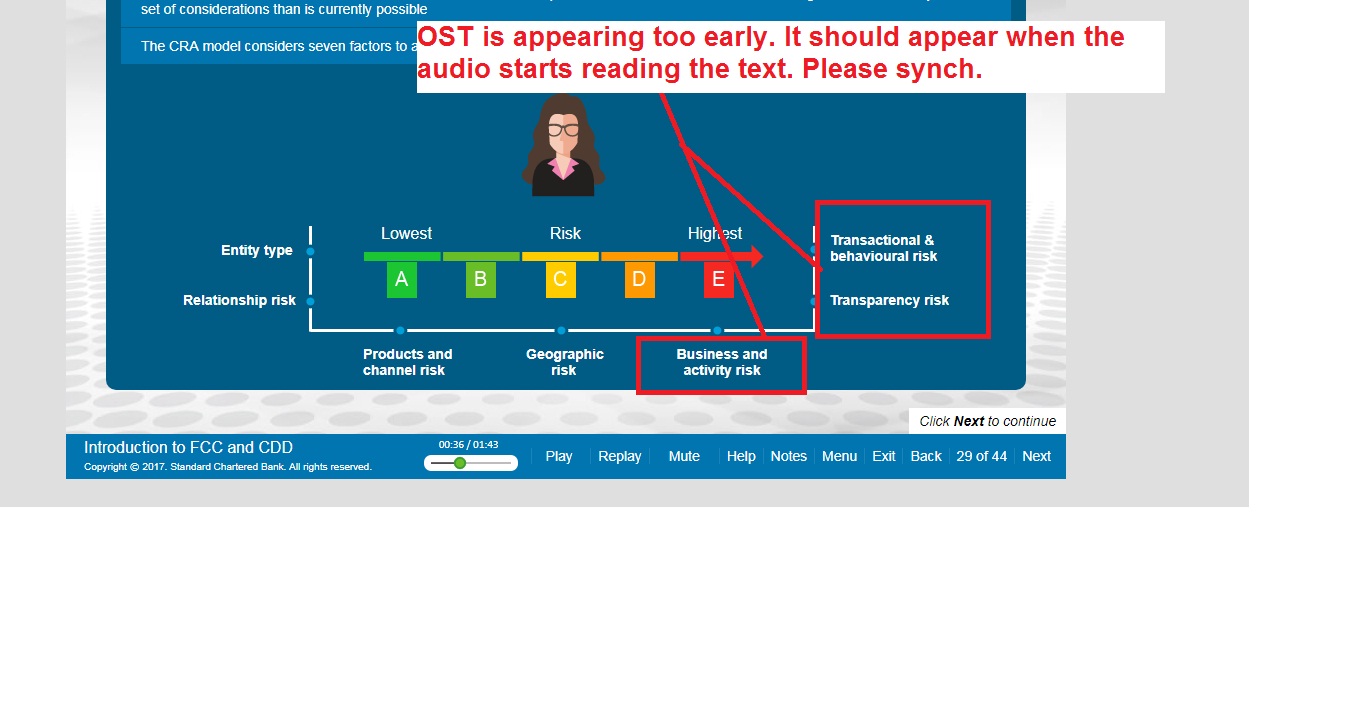 set of considerations than is currently possible
OST is appearing too early. It should appear when the
The CRA model considers seven factors to a
audio starts reading the text. Please synch.
Lowest Risk Highest
Entity type
Transactional &
behavioural risk
A B C D E
Relationship risk
Transparency risk
Products and
channel risk
Geographic
risk
Business and
activity risk
Click Next to continue
Introduction to FCC and CDD
Copyright © 2017. Standard Chartered Bank. All rights reserved.
00:36 / 01:43
Play Replay Mute Help Notes Menu Exit Back 29 of 44 Next